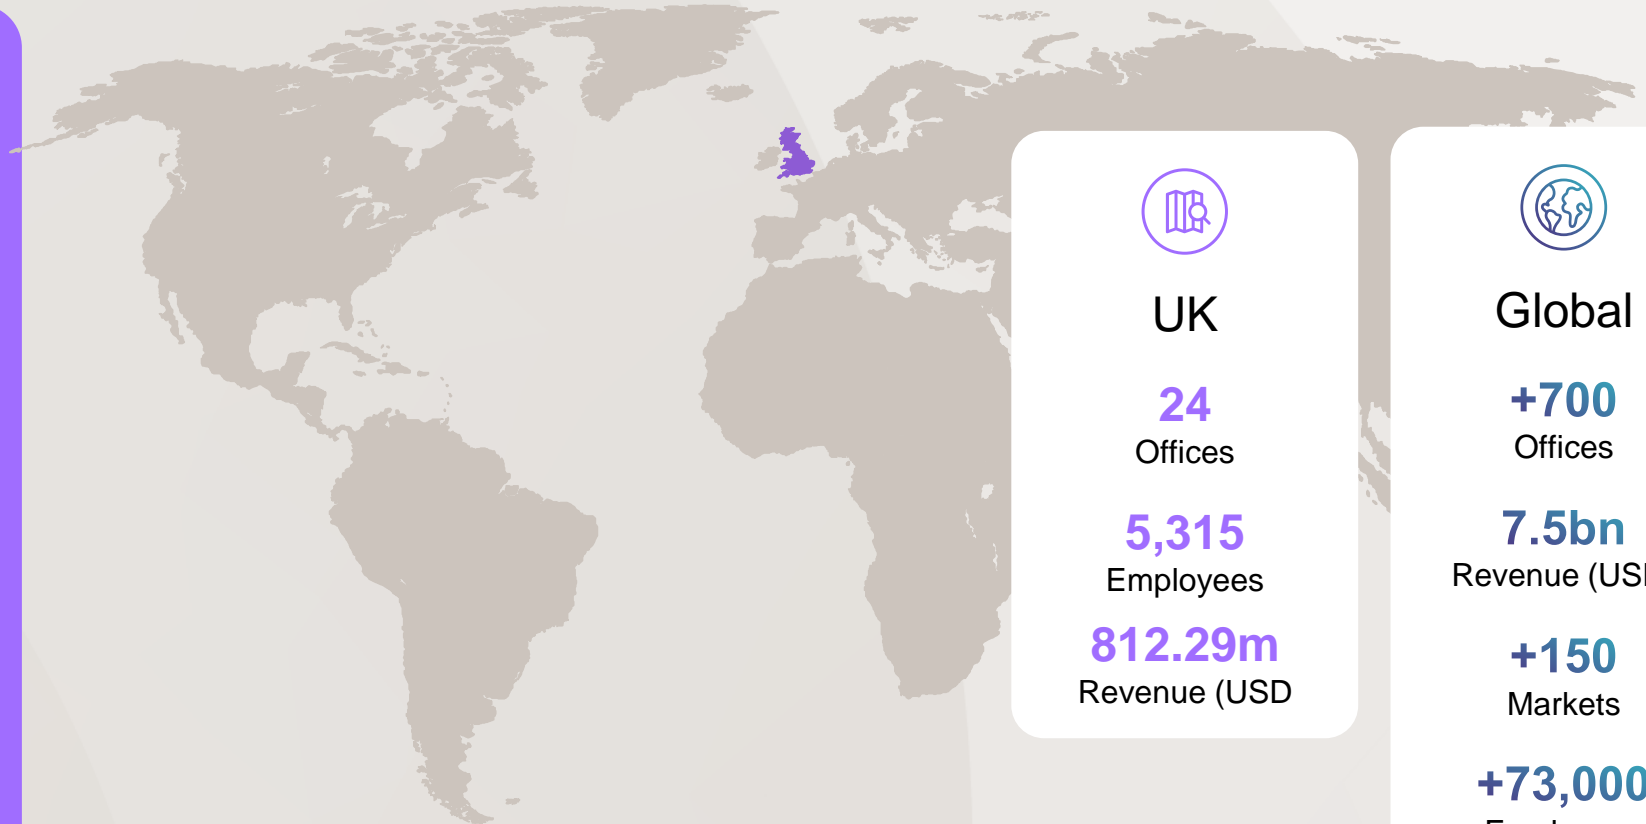 UK
24
Offices
5,315
Employees
812.29m
Revenue (USD
Global
+700
Offices
7.5bn
Revenue
+150
Markets
+73,000